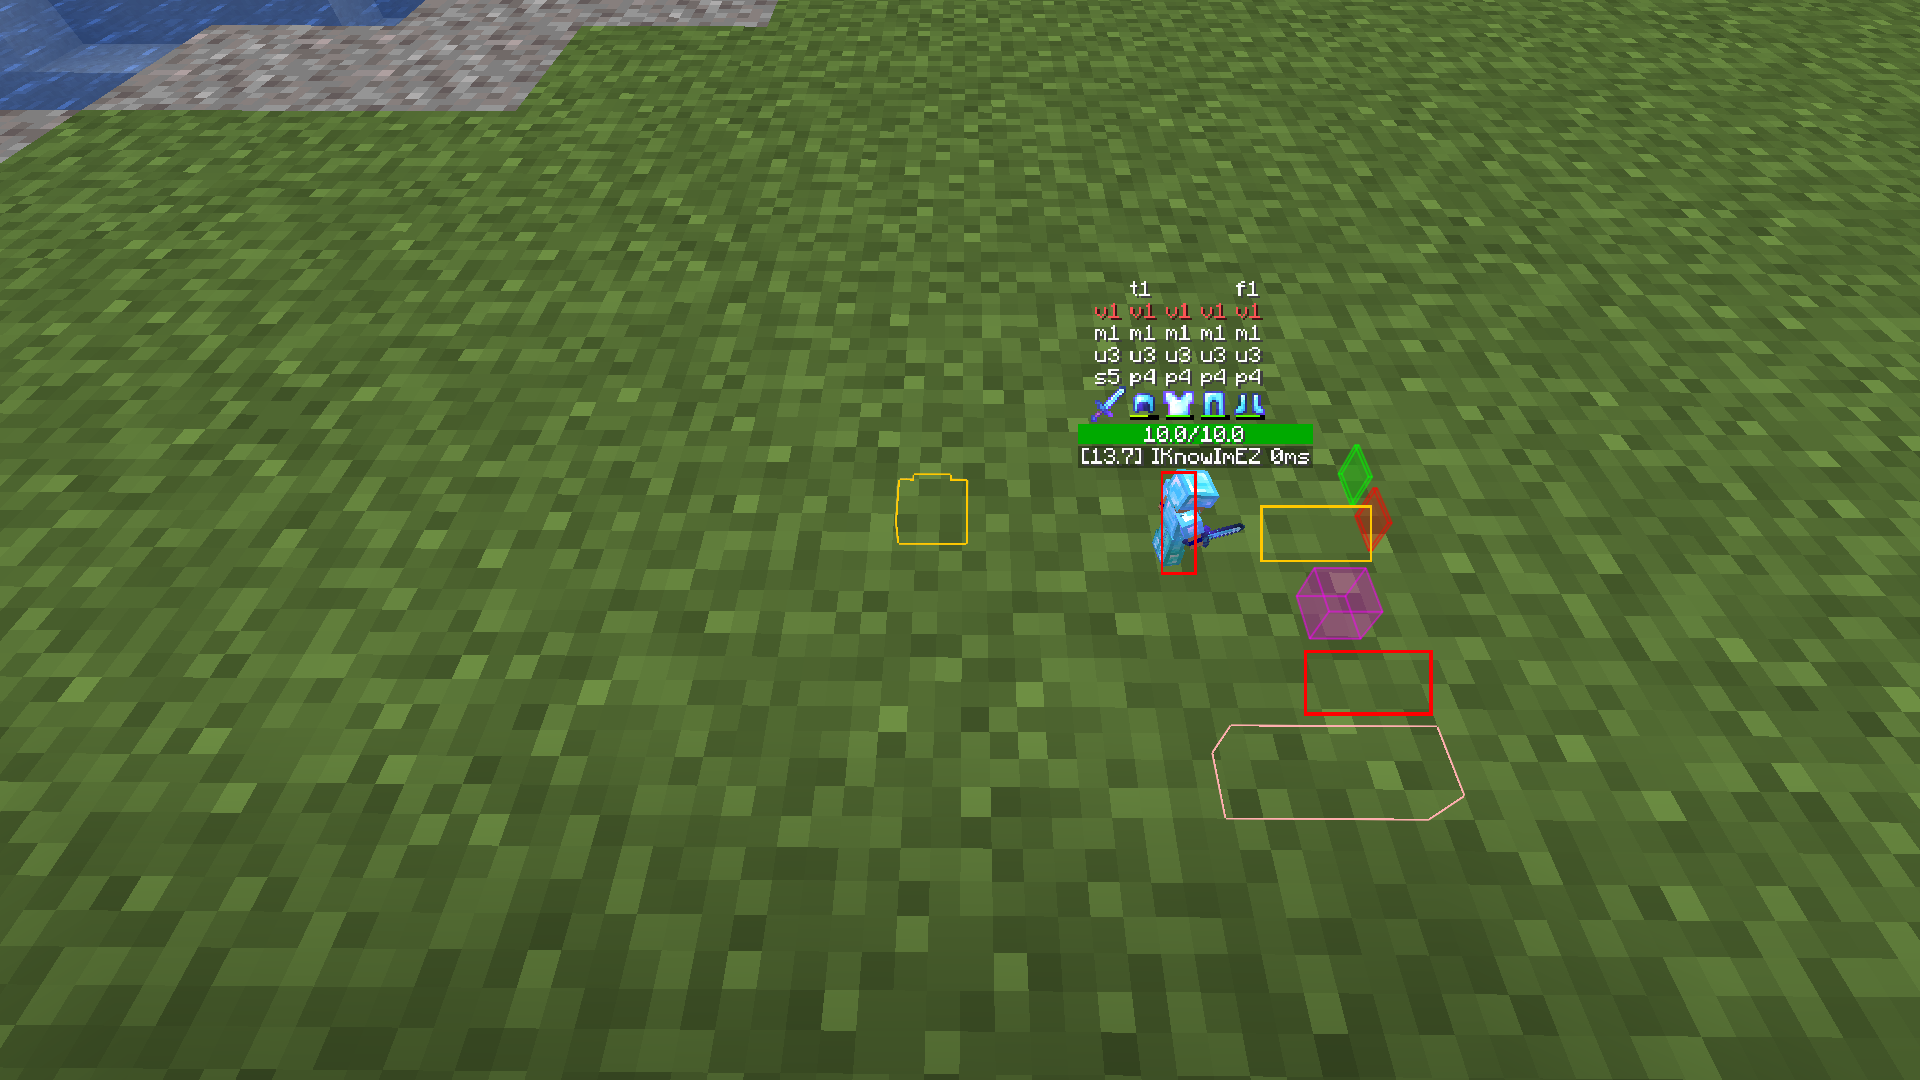 t1 f1
v1 v1 v1 v1 v1
m1 m1 m1 m1 m1
u3 u3 u3 u3 u3
s5 p4 p4 p4 p4
10.0/10.0
[13.7] IKnowImEZ 0ms